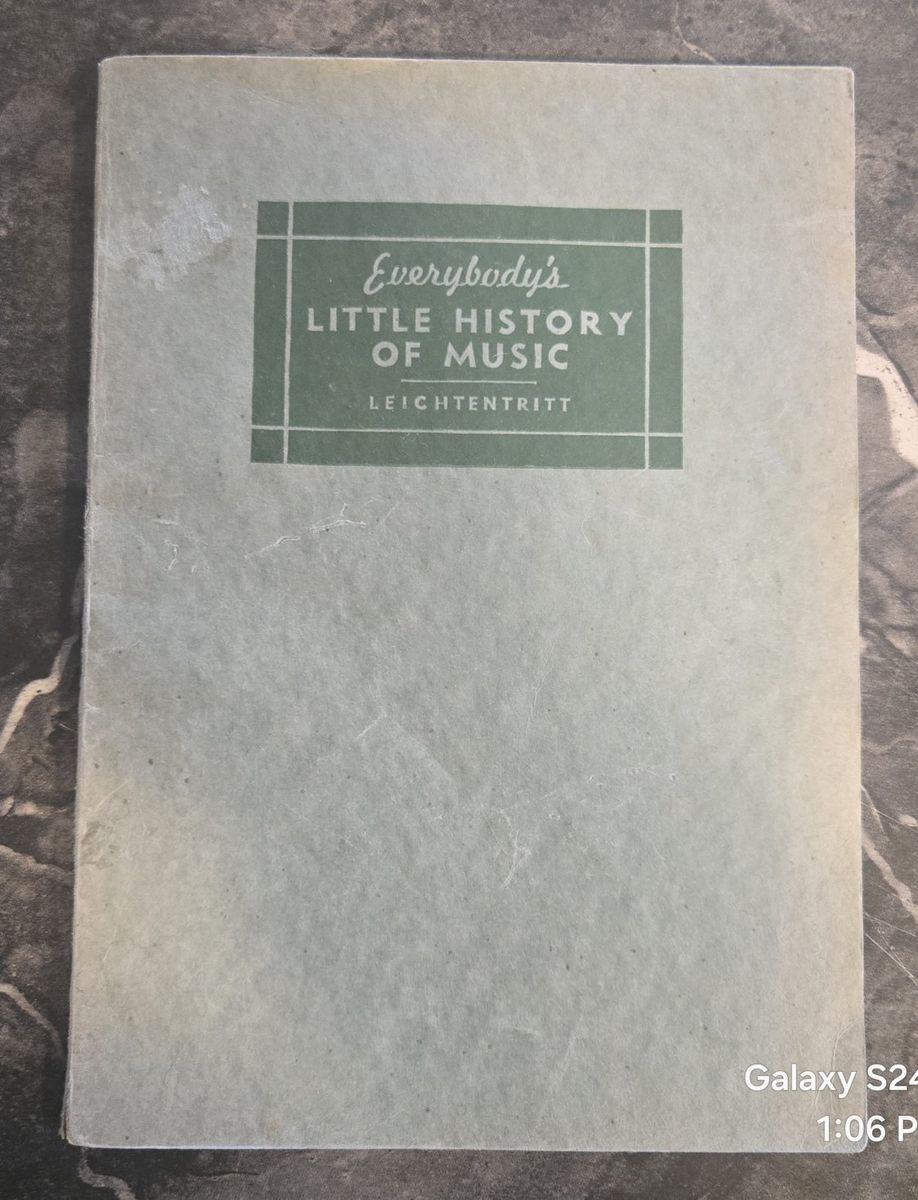 Everybody's
LITTLE HISTORY
OF MUSIC
LEICHTENTRITT
Galaxy S24
1:06 P